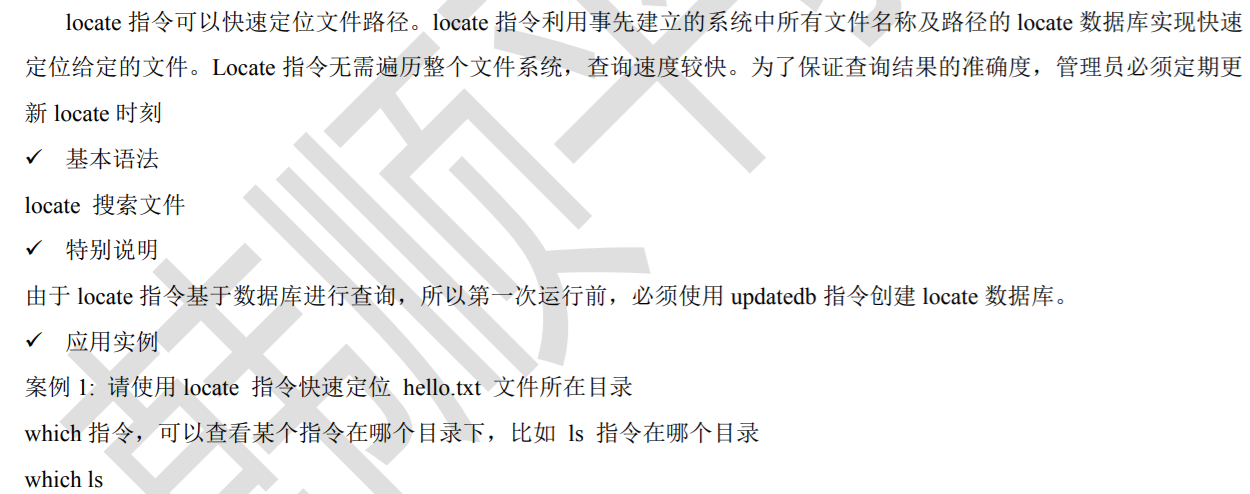 locate 指令可以快速定位文件路径。locate 指令利用事先建立的系统中所有文件名称及路径的 locate 数据库实现快速
定位给定的文件。Locate 指令无需遍历整个文件系统，查询速度较快。为了保证查询结果的准确度，管理员必须定期更
新 locate 时刻
✓ 基本语法
locate 搜索文件
✓ 特别说明
由于 locate 指令基于数据库进行查询，所以第一次运行前，必须使用 updatedb 指令创建 locate 数据库。
✓ 应用实例
案例 1: 请使用 locate 指令快速定位 hello.txt 文件所在目录
which 指令，可以查看某个指令在哪个目录下，比如 ls 指令在哪个目录
which ls
韩顺平